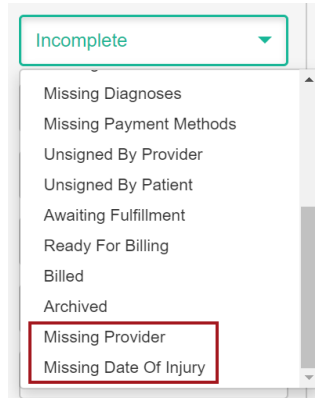 Incomplete
Missing Diagnoses
Missing Payment Methods
Unsigned By Provider
Unsigned By Patient
Awaiting Fulfillment
Ready For Billing
Billed
Archived
Missing Provider
Missing Date Of Injury